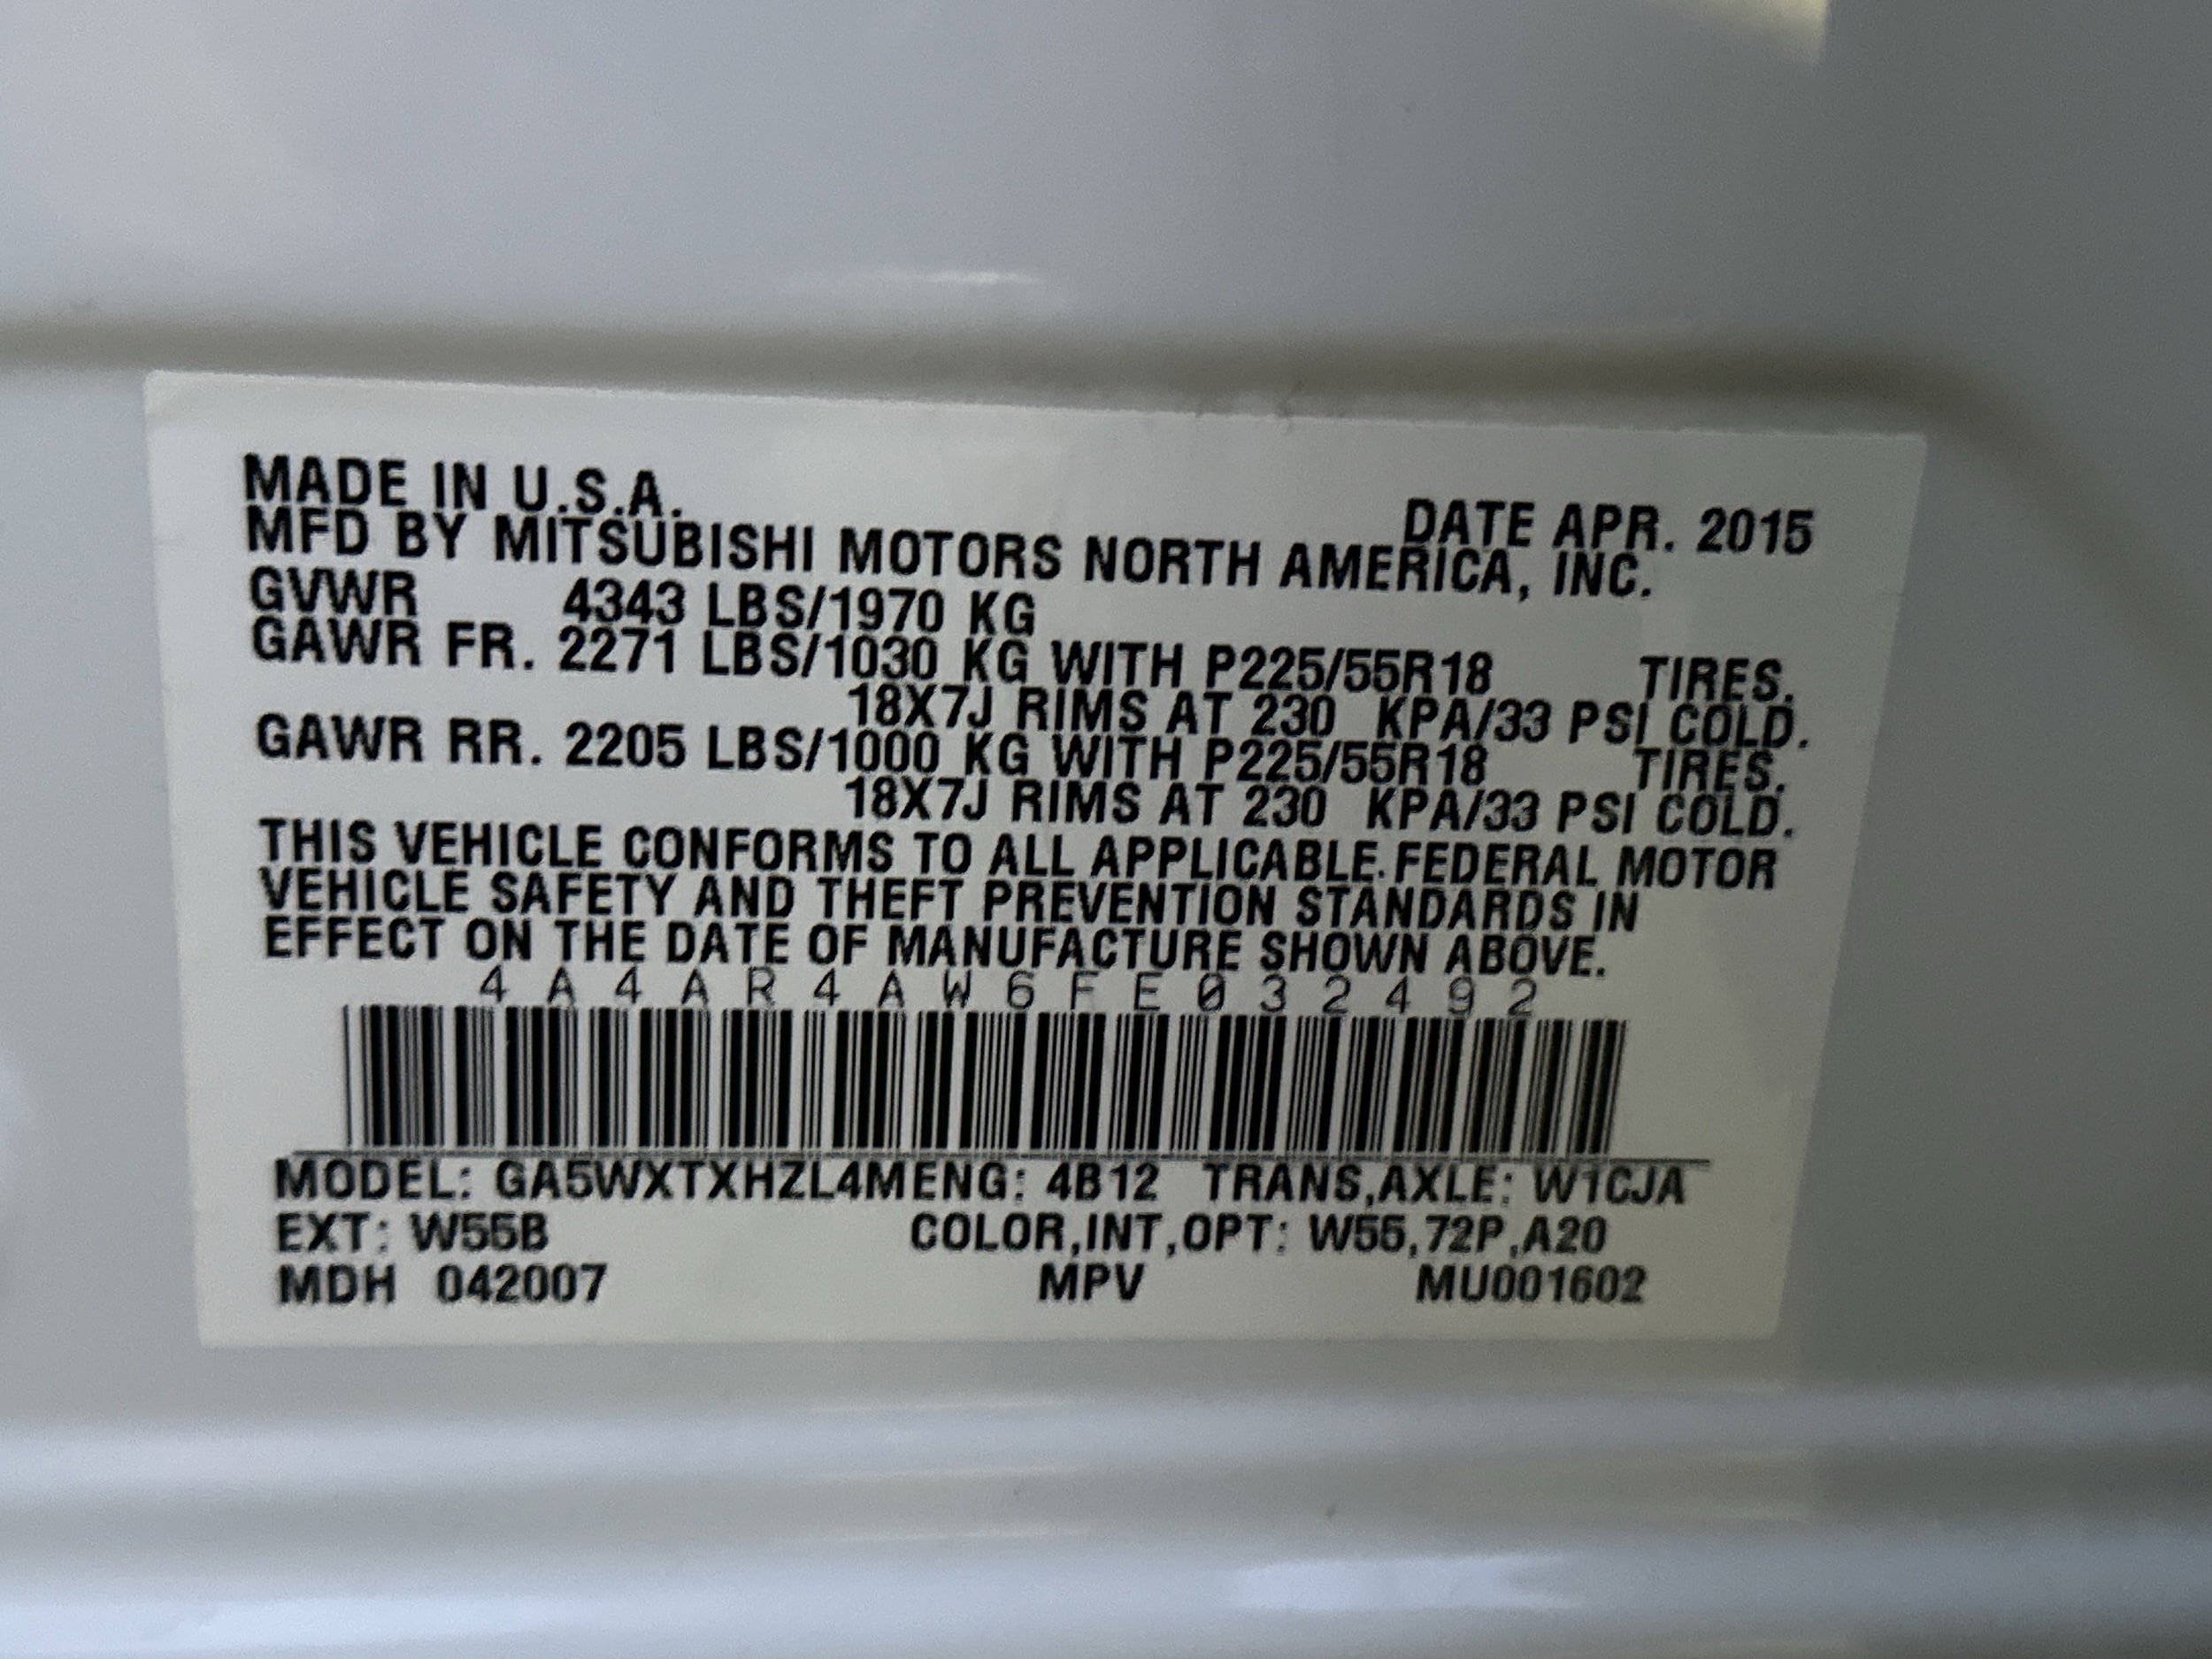 MADE IN U.S.A. DATE APR. 2015
MFD BY MITSUBISHI MOTORS NORTH AMERICA, INC.
GVWR 4343 LBS/1970 KG
GAWR FR. 2271 LBS/1030 KG WITH P225/55R18 TIRES.
18X7J RIMS AT 230 KPA/33 PSI COLD.
GAWR RR. 2205 LBS/1000 KG WITH P225/55R18 TIRES.
18X7J RIMS AT 230 KPA/33 PSI COLD.
THIS VEHICLE CONFORMS TO ALL APPLICABLE FEDERAL MOTOR
VEHICLE SAFETY AND THEFT PREVENTION STANDARDS IN
EFFECT ON THE DATE OF MANUFACTURE SHOWN ABOVE.
4A4AR4AW6FE032492
MODEL: GA5WXTXHZL4M ENG: 4B12 TRANS,AXLE: W1CJA
EXT: W55B COLOR,INT,OPT: W55,72P,A20
MDH 042007 MPV MU001602